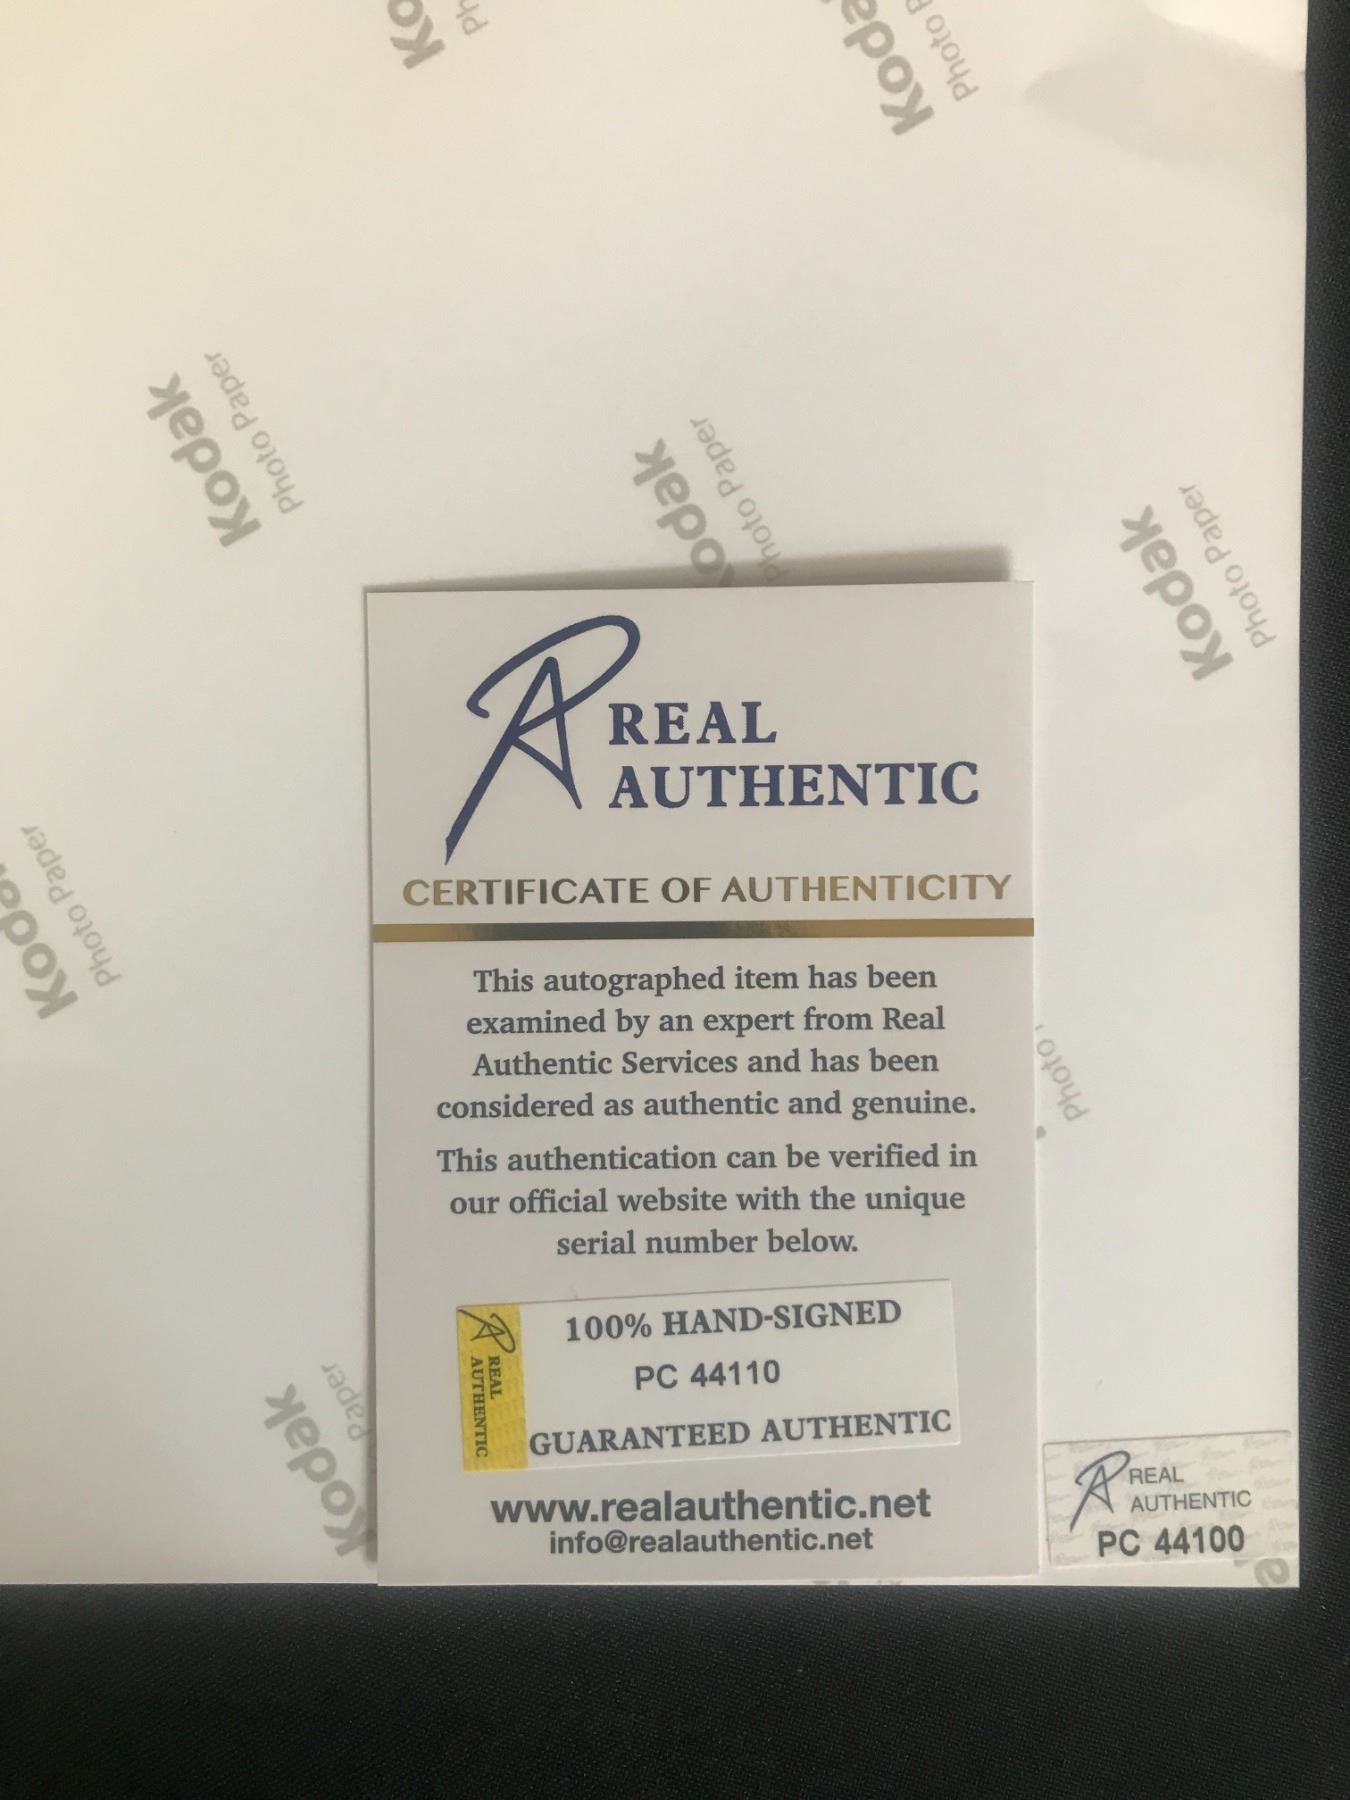 Ko
Ph
Kodak
Photo P
Kodak
Photo Paper
Kodak
Photo Paper
Kodak
Photo Paper
Kodak
Photo Paper
REAL
AUTHENTIC
CERTIFICATE OF AUTHENTICITY
This autographed item has been
examined by an expert from Real
Authentic Services and has been
considered as authentic and genuine.
This authentication can be verified in
our official website with the unique
serial number below.
Photo
REAL
AUTHENTIC
100% HAND-SIGNED
PC 44110
GUARANTEED AUTHENTIC
www.realauthentic.net
info@realauthentic.net
Kodak
Paper
REAL
AUTHENTIC
PC 44100